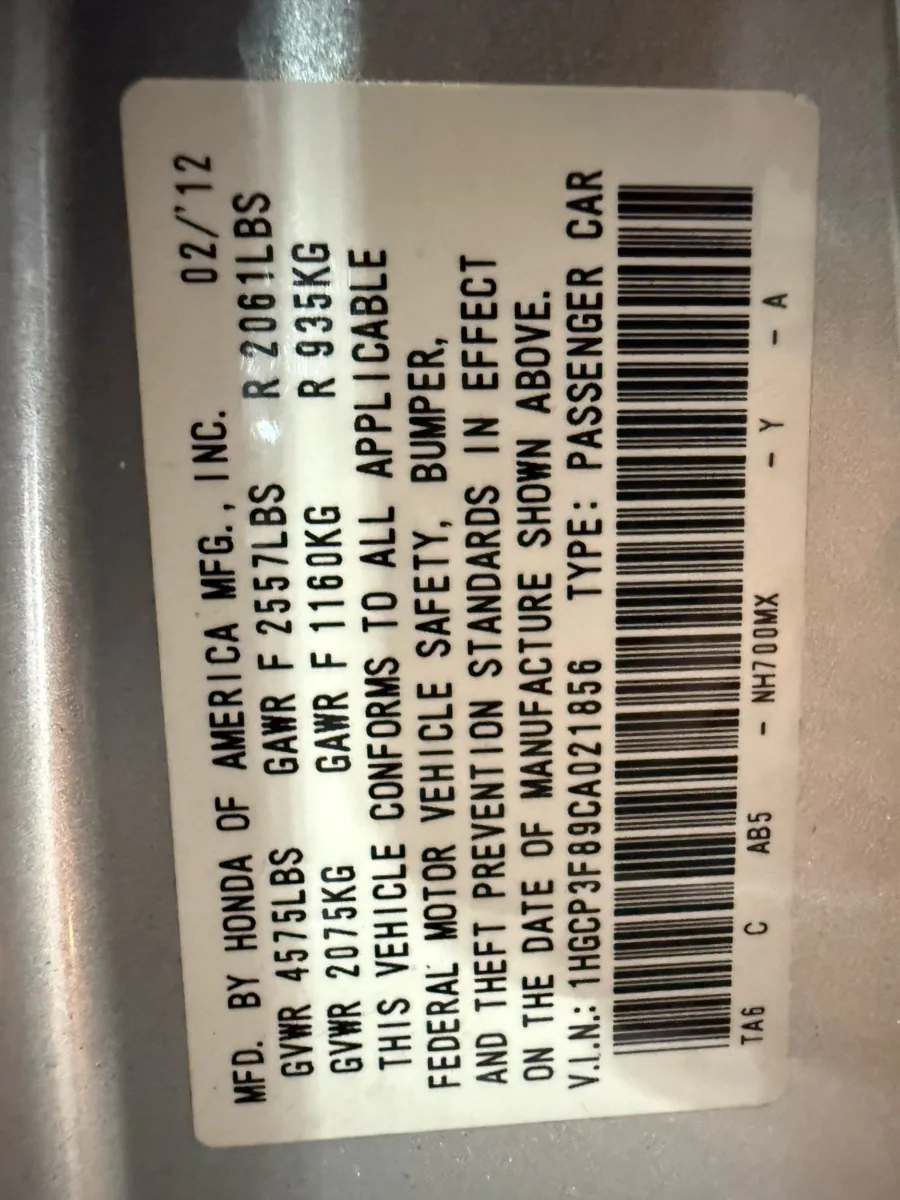 MFD. BY HONDA OF AMERICA MFG., INC. 02/'12
GVWR 4575LBS GAWR F 2557LBS R 2061LBS
GVWR 2075KG GAWR F 1160KG R 935KG
THIS VEHICLE CONFORMS TO ALL APPLICABLE
FEDERAL MOTOR VEHICLE SAFETY, BUMPER,
AND THEFT PREVENTION STANDARDS IN EFFECT
ON THE DATE OF MANUFACTURE SHOWN ABOVE.
V.I.N.: 1HGCP3F89CA021856 TYPE: PASSENGER CAR
TA6 C AB5 - NH700MX - Y - A